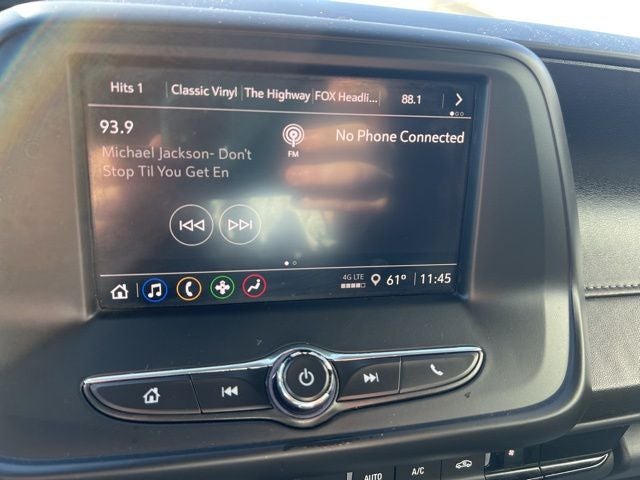 Hits 1 Classic Vinyl The Highway FOX Headli... 88.1
93.9 FM No Phone Connected
Michael Jackson- Don't
Stop Til You Get En
4G LTE 61° 11:45
AUTO A/C